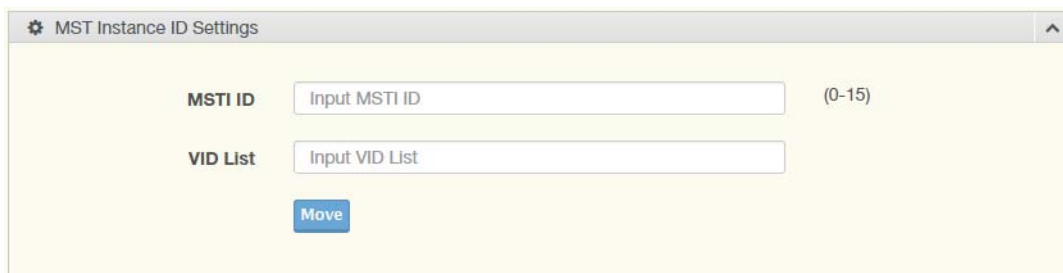 MST Instance ID Settings
MSTI ID Input MSTI ID (0-15)
VID List Input VID List
Move